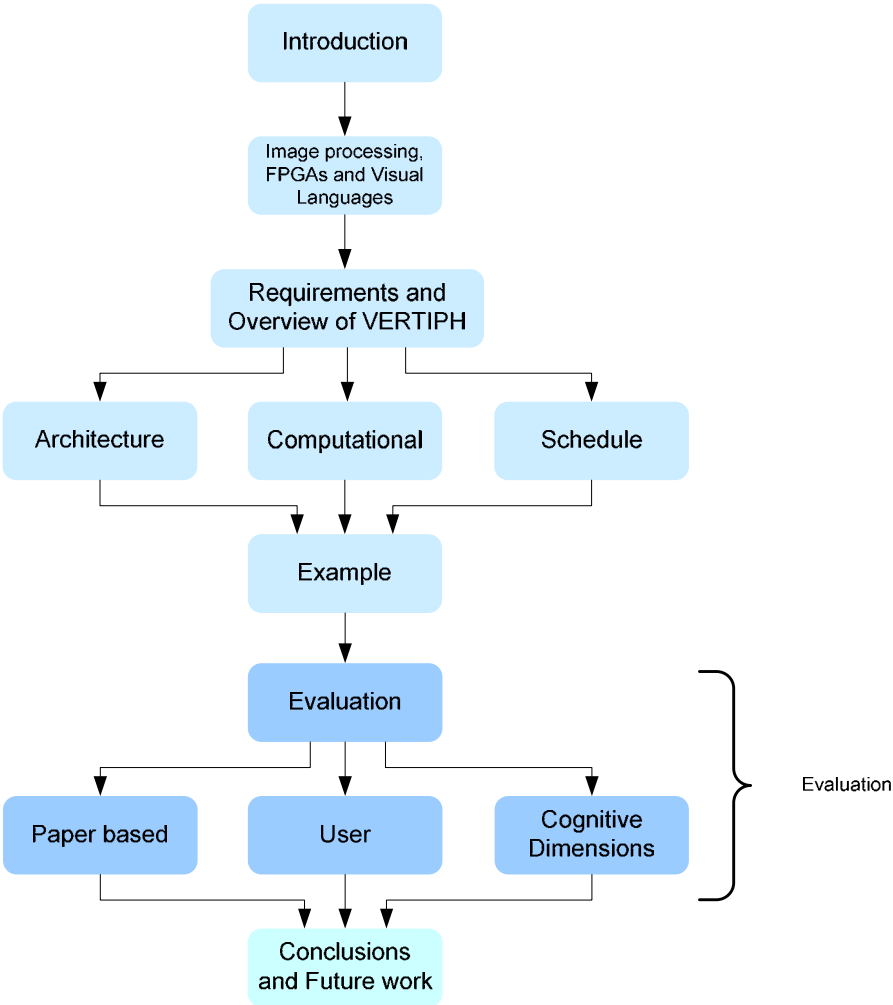 Introduction
Image processing,
FPGAs and Visual
Languages
Requirements and
Overview of VERTIPH
Architecture
Computational
Schedule
Example
Evaluation
Evaluation
Paper based
User
Cognitive
Dimensions
Conclusions
and Future work